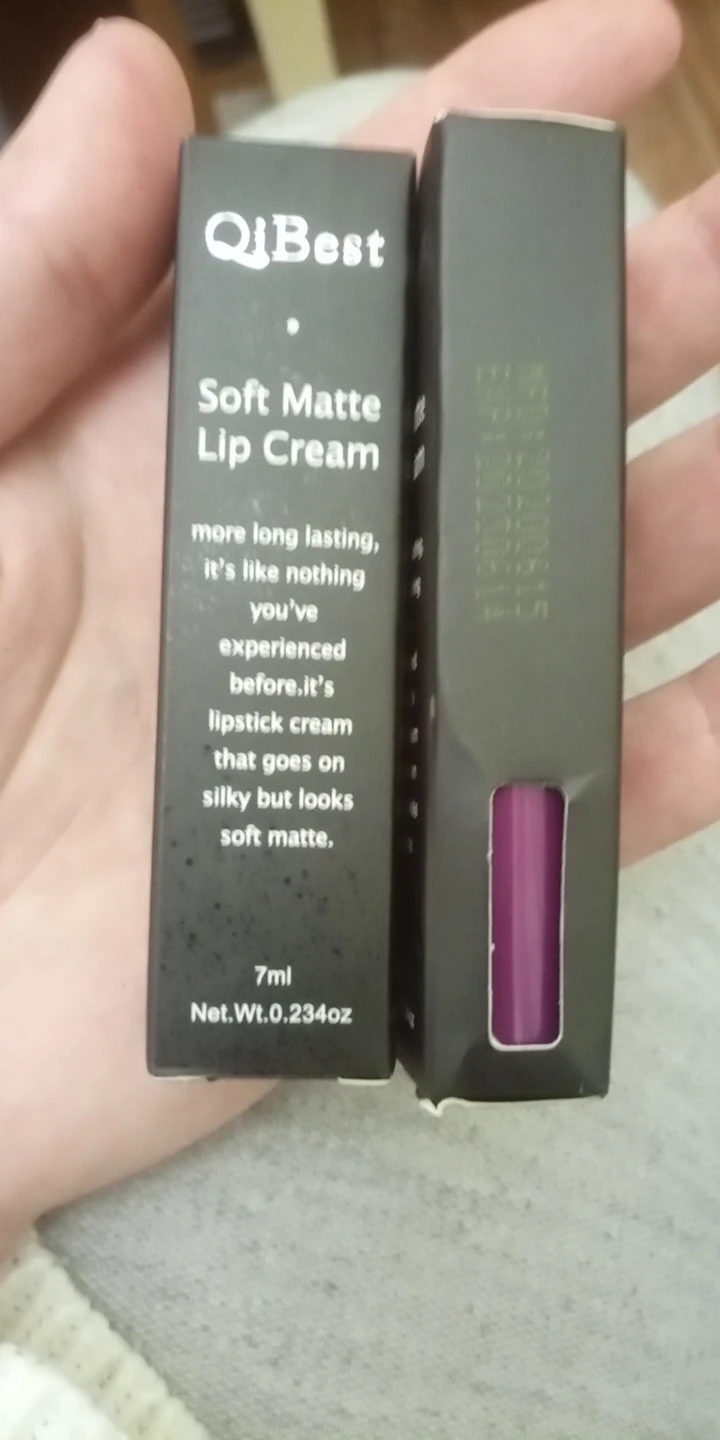 QiBest
Soft Matte
Lip Cream
more long lasting,
it's like nothing
you've
experienced
before.it's
lipstick cream
that goes on
silky but looks
soft matte.
7ml
Net.Wt.0.234oz